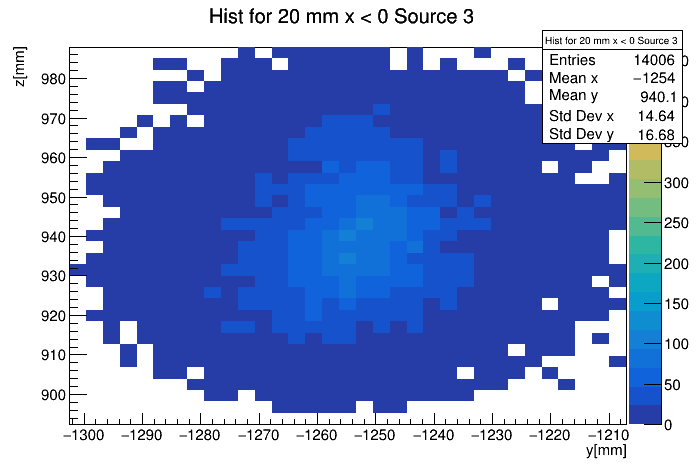 Hist for 20 mm x < 0 Source 3
z[mm]
Hist for 20 mm x < 0 Source 3
Entries 14006
Mean x −1254
Mean y 940.1
Std Dev x 14.64
Std Dev y 16.68
980
970
960
950
940
930
920
910
900
300
250
200
150
100
50
0
−1300 −1290 −1280 −1270 −1260 −1250 −1240 −1230 −1220 −1210
y[mm]